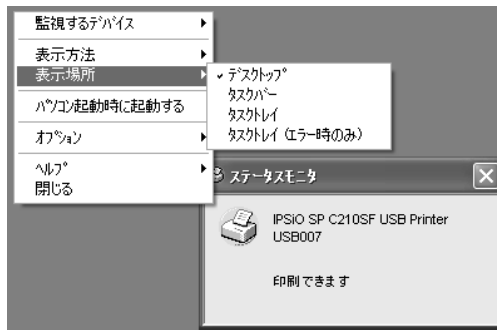 監視するデバイス
表示方法
表示場所
パソコン起動時に起動する
オプション
ヘルプ
閉じる
デスクトップ
タスクバー
タスクトレイ
タスクトレイ (エラー時のみ)
ステータスモニタ
IPSiO SP C210SF USB Printer
USB007
印刷できます